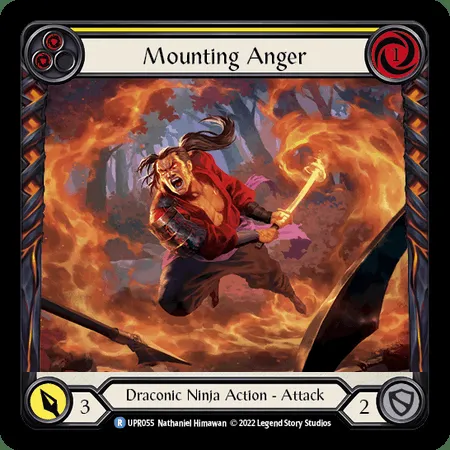 1
Mounting Anger
3
Draconic Ninja Action - Attack
2
R UPR055 Nathaniel Himawan ©2022 Legend Story Studios